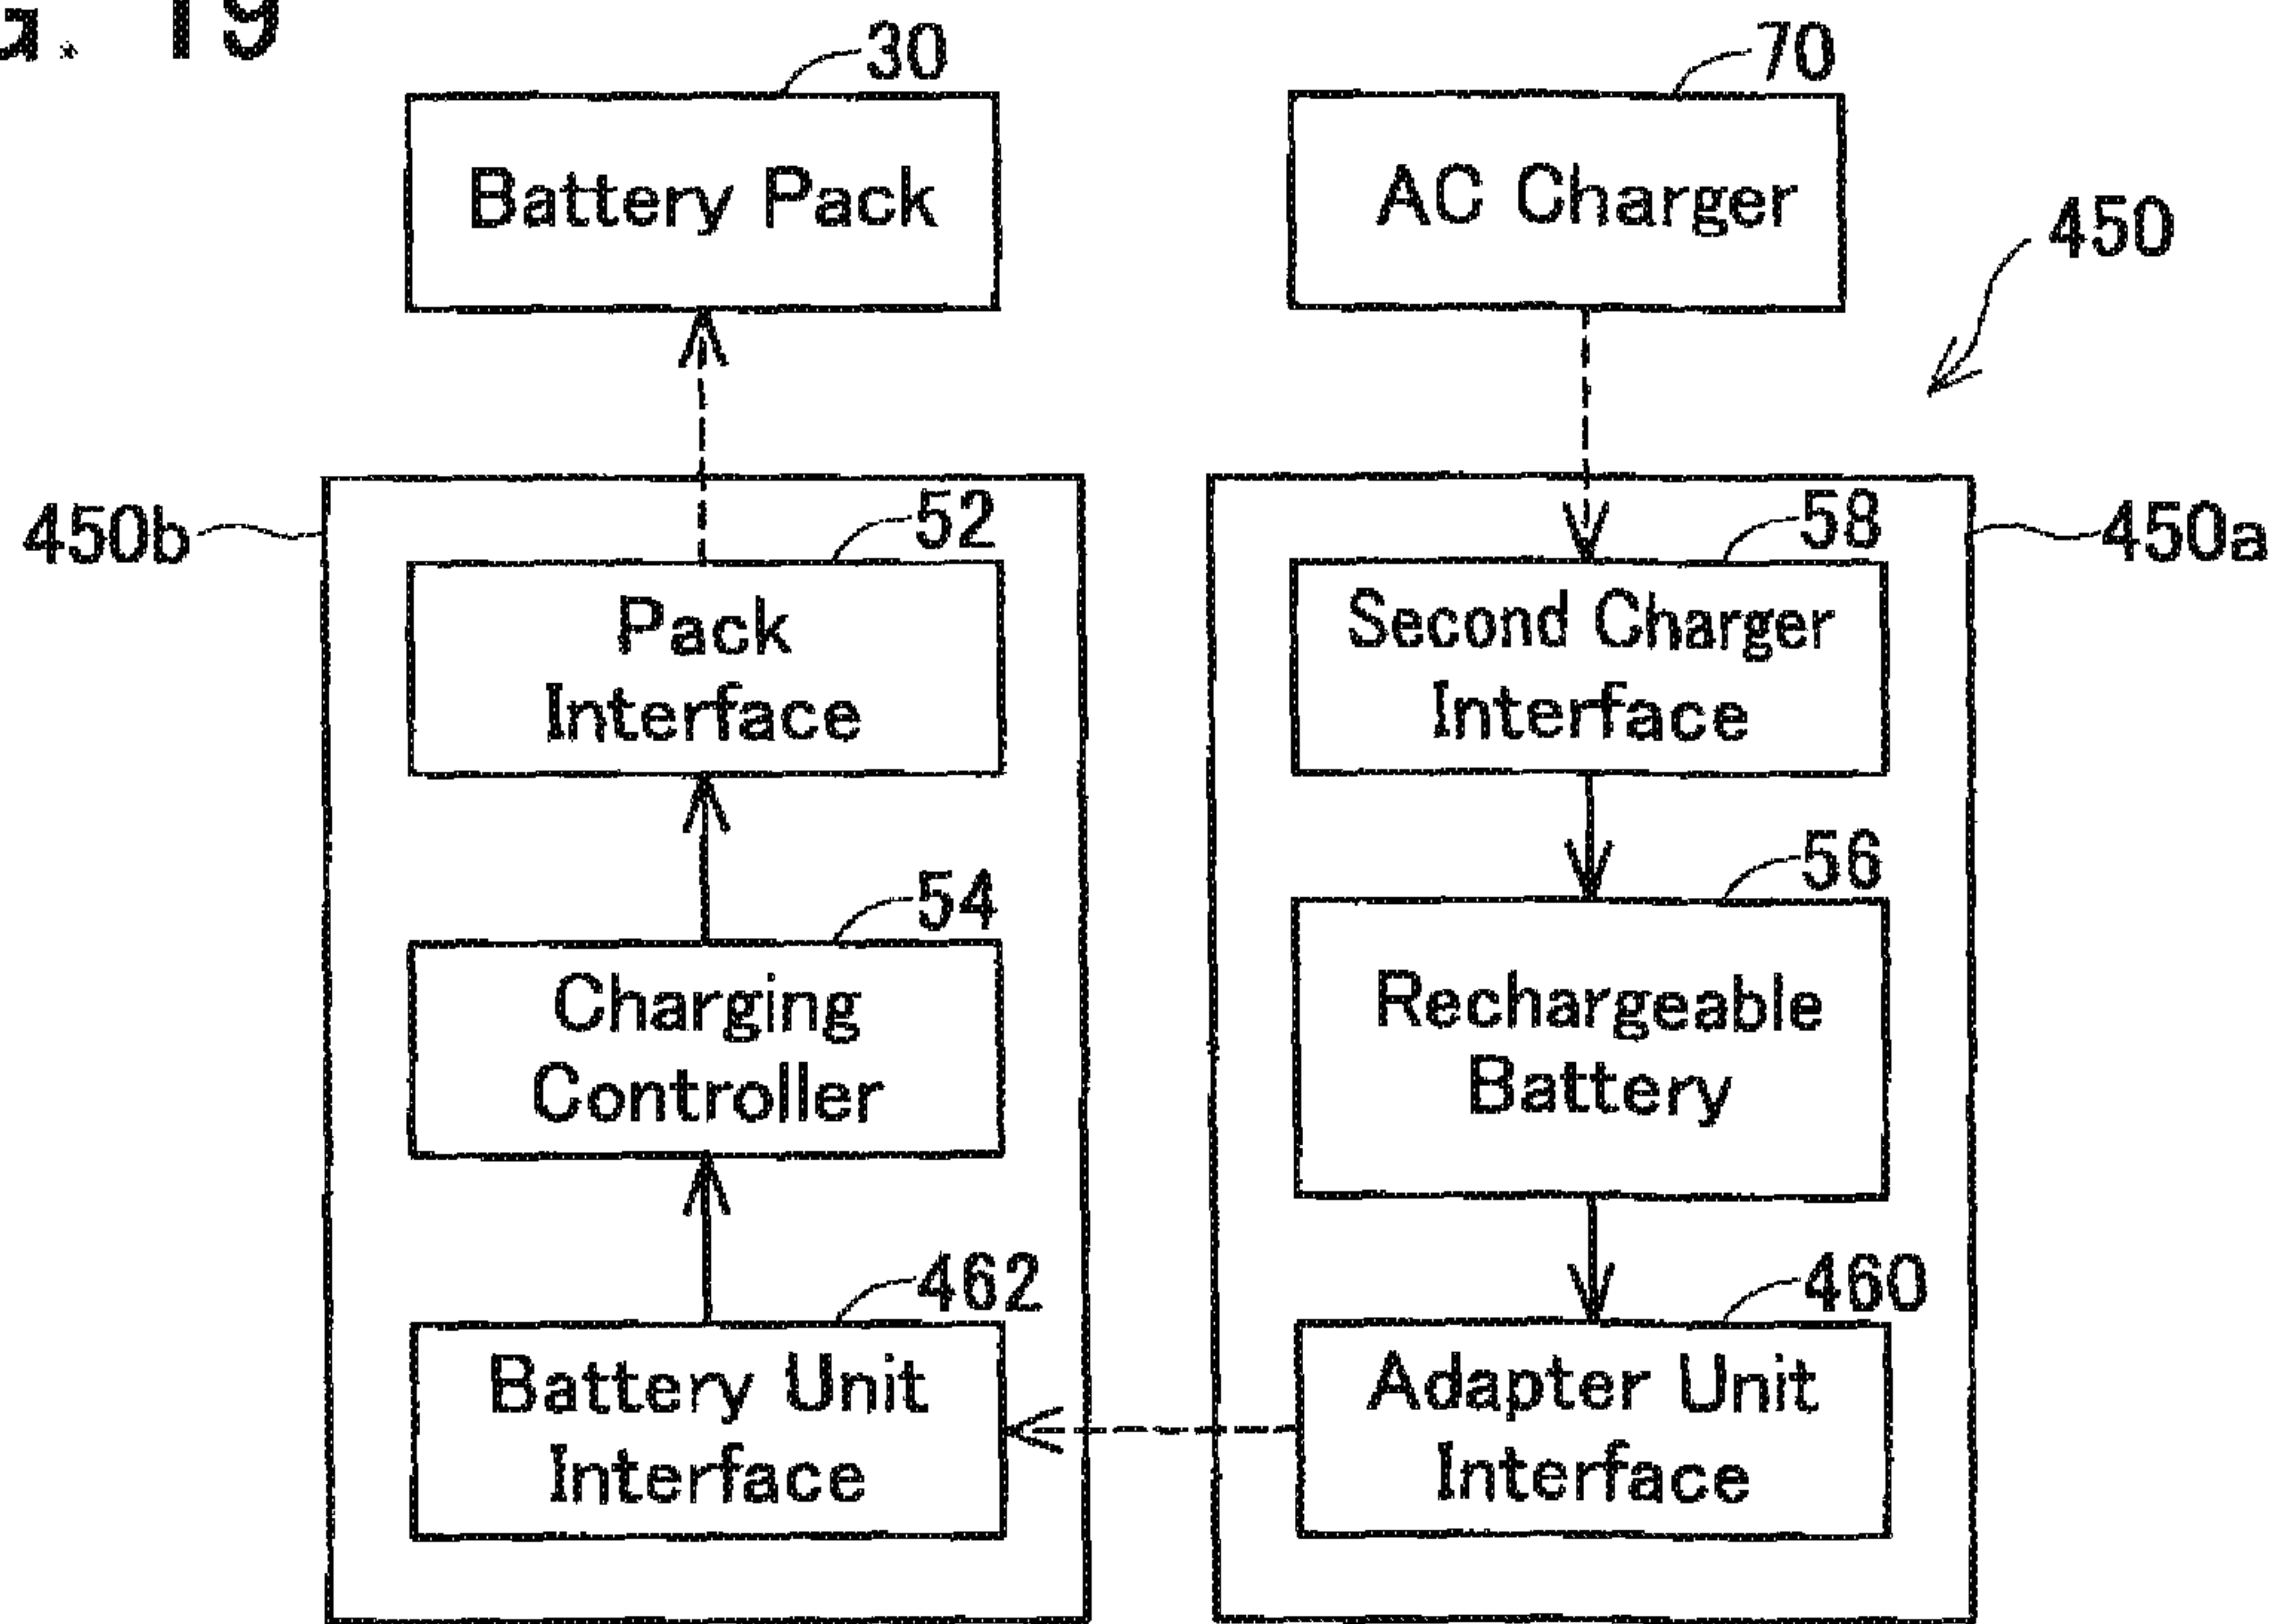 G. 19
30
70
Battery Pack
AC Charger
450
450b
52
58
450a
Pack
Interface
Second Charger
Interface
54
56
Charging
Controller
Rechargeable
Battery
462
460
Battery Unit
Interface
Adapter Unit
Interface